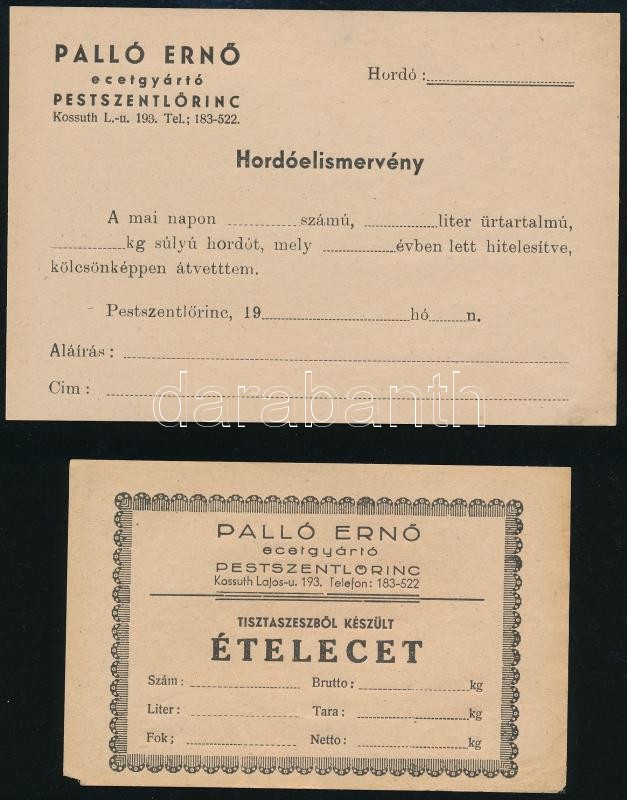 PALLÓ ERNŐ
ecetgyártó
PESTSZENTLŐRINC
Kossuth L.-u. 193. Tel.; 183-522.
Hordó :
Hordóelismervény
A mai napon számú, liter űrtartalmú,
kg súlyú hordót, mely évben lett hitelesítve,
kölcsönképpen átvetttem.
Pestszentlőrinc, 19 hó n.
Aláírás :
Cim :
darabanth
PALLÓ ERNŐ
ecetgyártó
PESTSZENTLŐRINC
Kossuth Lajos-u. 193. Telefon: 183-522
TISZTASZESZBŐL KÉSZÜLT
ÉTELECET
Szám : Brutto : kg
Liter : Tara ; kg
Fok ; Netto : kg